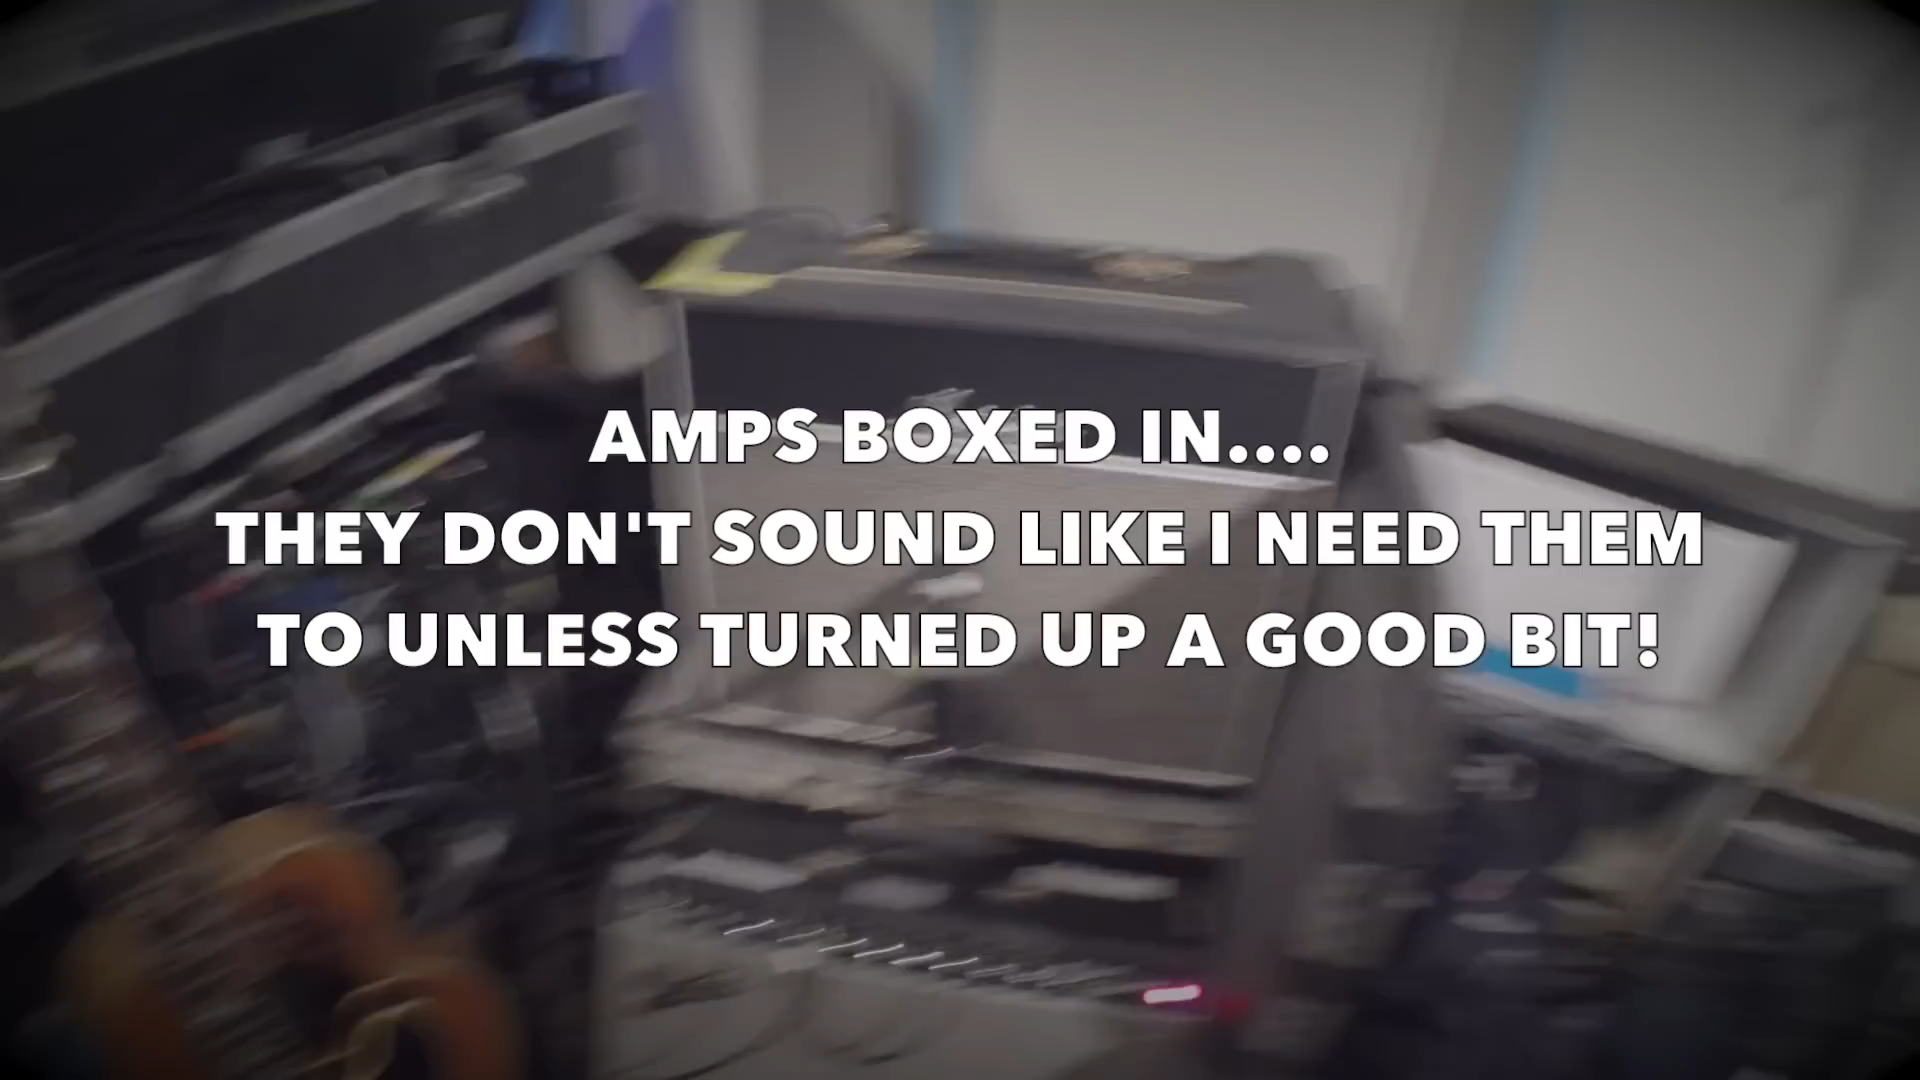 AMPS BOXED IN....
THEY DON'T SOUND LIKE I NEED THEM
TO UNLESS TURNED UP A GOOD BIT!